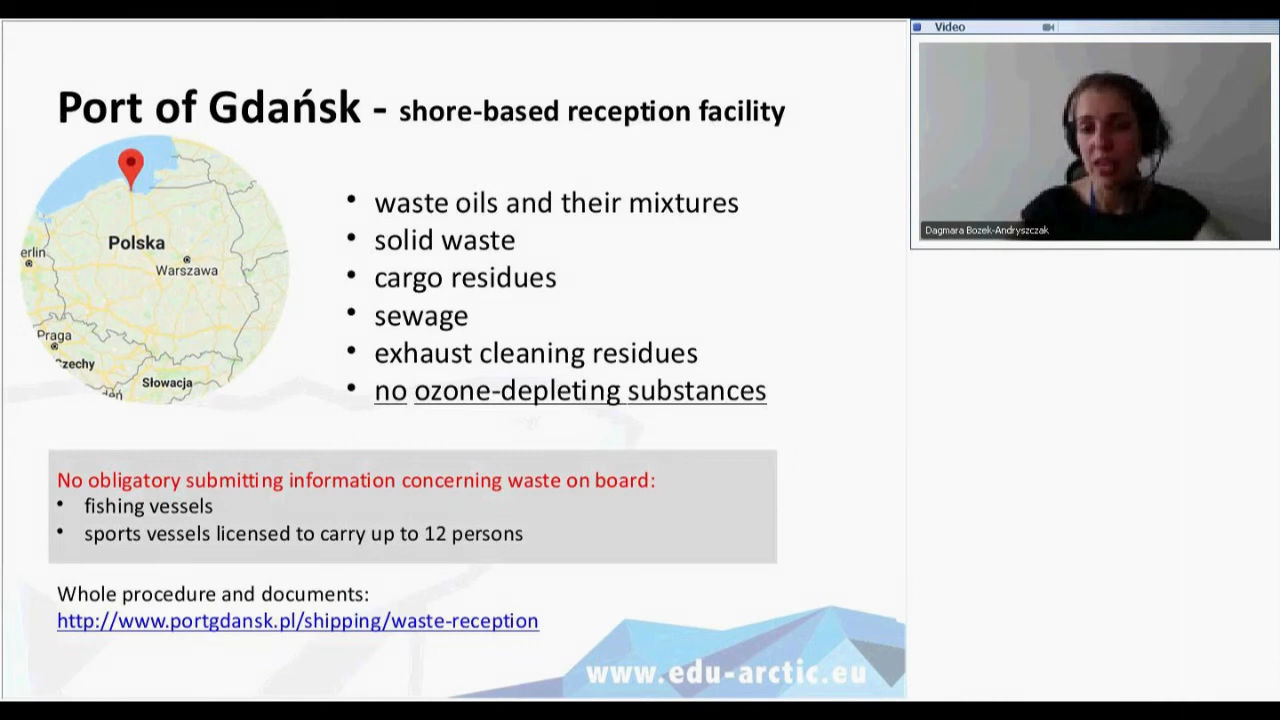 Port of Gdańsk - shore-based reception facility
Polska
erlin
Warszawa
Praga
Czechy
Słowacja
• waste oils and their mixtures
• solid waste
• cargo residues
• sewage
• exhaust cleaning residues
• no ozone-depleting substances
No obligatory submitting information concerning waste on board:
• fishing vessels
• sports vessels licensed to carry up to 12 persons
Whole procedure and documents:
http://www.portgdansk.pl/shipping/waste-reception
www.edu-arctic.eu
Video
Dagmara Bozek-Andryszczak